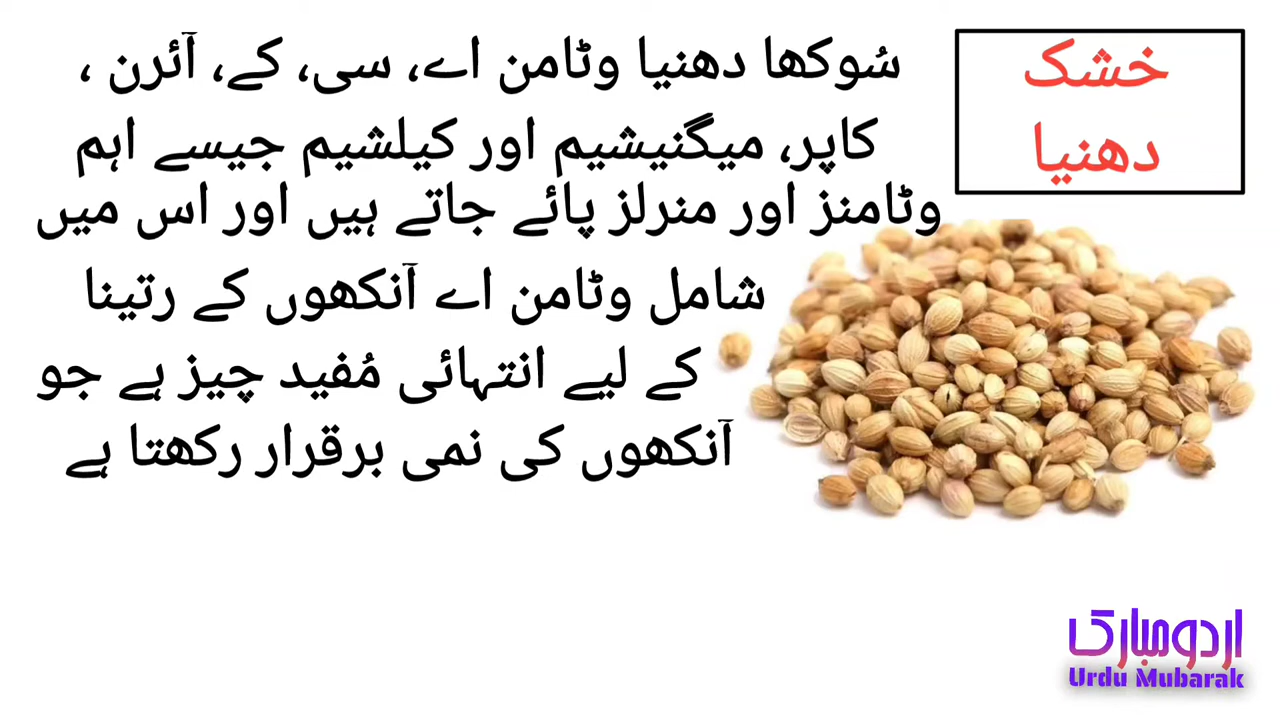 خشک
دھنیا
سُوکھا دھنیا وٹامن اے، سی، کے، آئرن ،
کاپر، میگنیشیم اور کیلشیم جیسے اہم
وٹامنز اور منرلز پائے جاتے ہیں اور اس میں
شامل وٹامن اے آنکھوں کے رتینا
کے لیے انتہائی مُفید چیز ہے جو
آنکھوں کی نمی برقرار رکھتا ہے
اردو مبارک
Urdu Mubarak